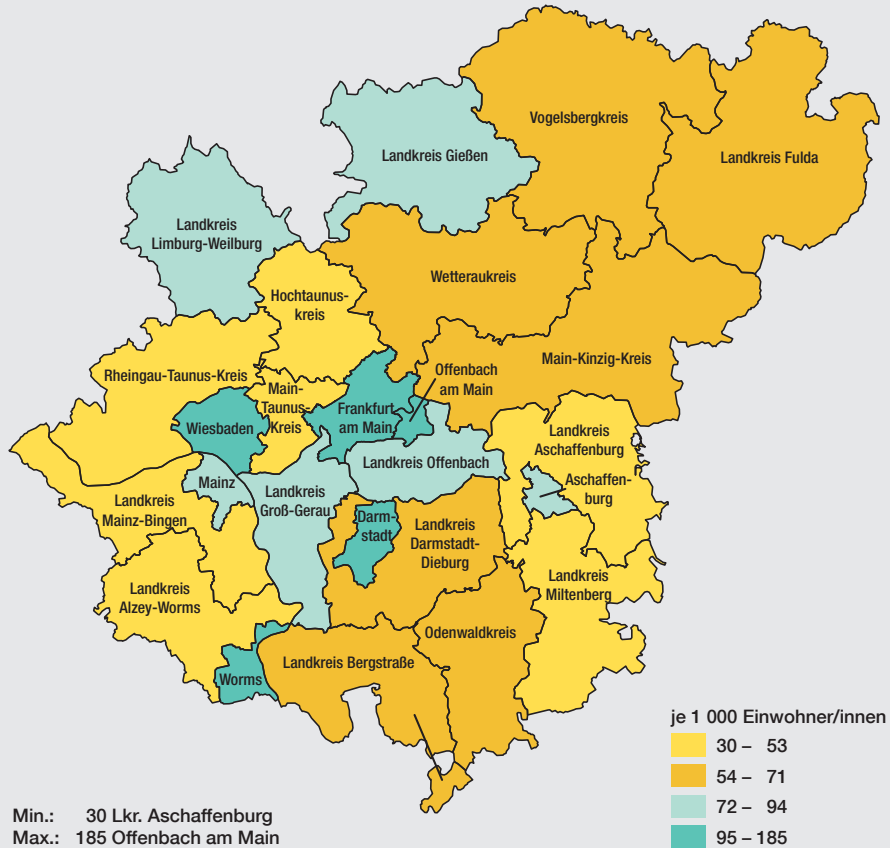 Vogelsbergkreis
Landkreis Gießen
Landkreis Fulda
Landkreis
Limburg-Weilburg
Wetteraukreis
Hochtaunus-
kreis
Main-Kinzig-Kreis
Offenbach
am Main
Rheingau-Taunus-Kreis
Main-
Taunus-
Kreis
Frankfurt
am Main
Wiesbaden
Landkreis
Aschaffenburg
Landkreis Offenbach
Aschaffen-
burg
Mainz
Landkreis
Groß-Gerau
Landkreis
Mainz-Bingen
Darm-
stadt
Landkreis
Darmstadt-
Dieburg
Landkreis
Miltenberg
Landkreis
Alzey-Worms
Odenwaldkreis
Landkreis Bergstraße
Worms
je 1 000 Einwohner/innen
30 – 53
54 – 71
72 – 94
95 – 185
Min.: 30 Lkr. Aschaffenburg
Max.: 185 Offenbach am Main